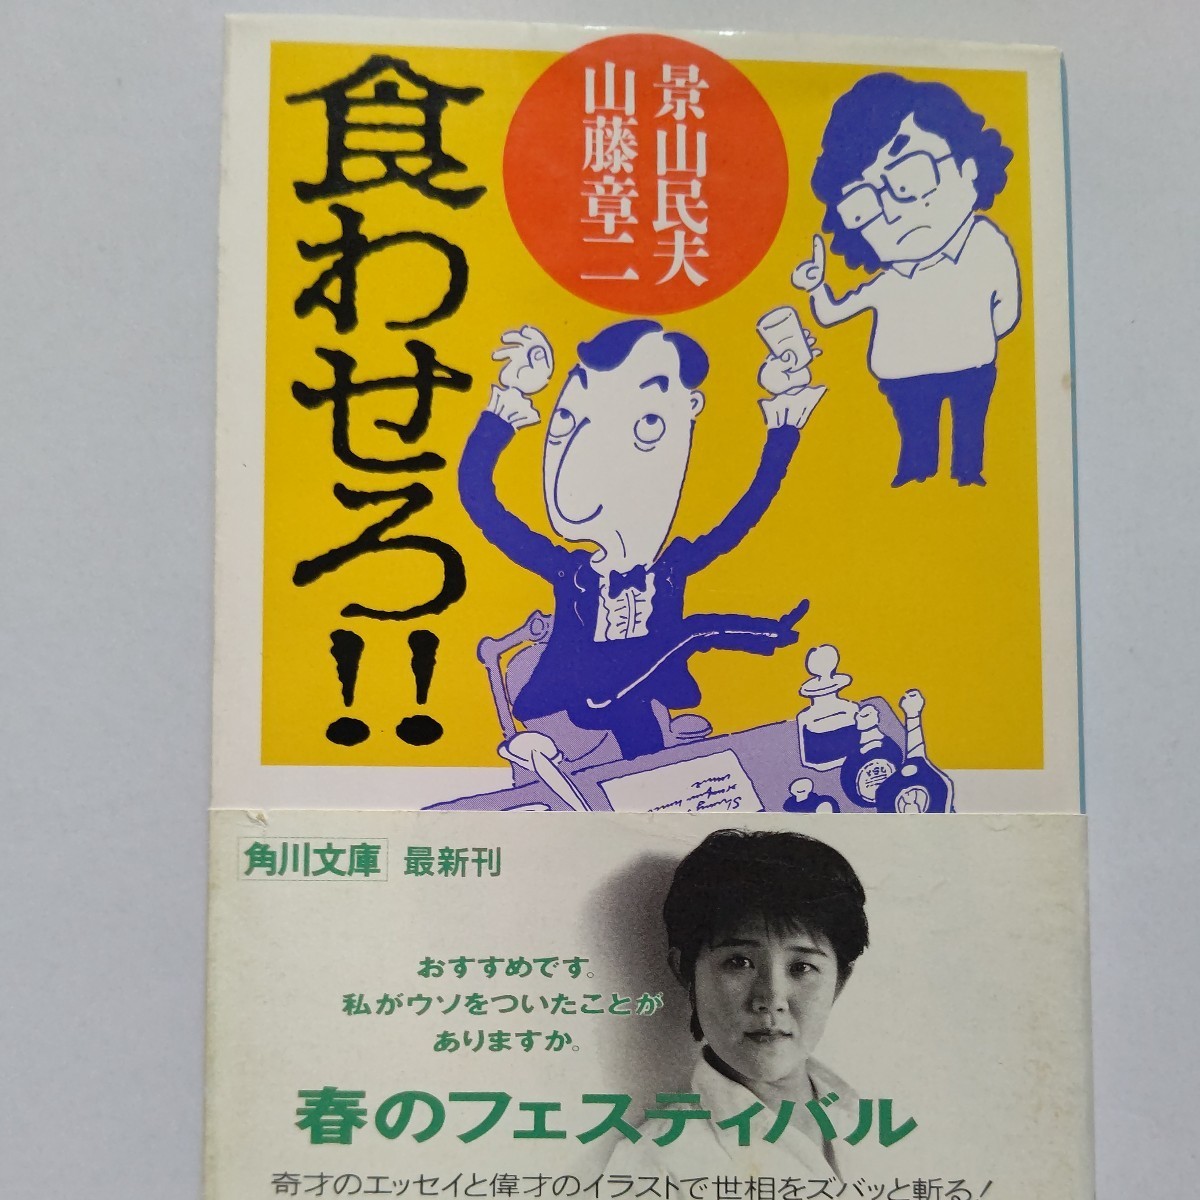 食わせろ!!
景山民夫
山藤章二
角川文庫 最新刊
おすすめです。
私がウソをついたことが
ありますか。
春のフェスティバル
奇才のエッセイと偉才のイラストで世相をズバッと斬る!